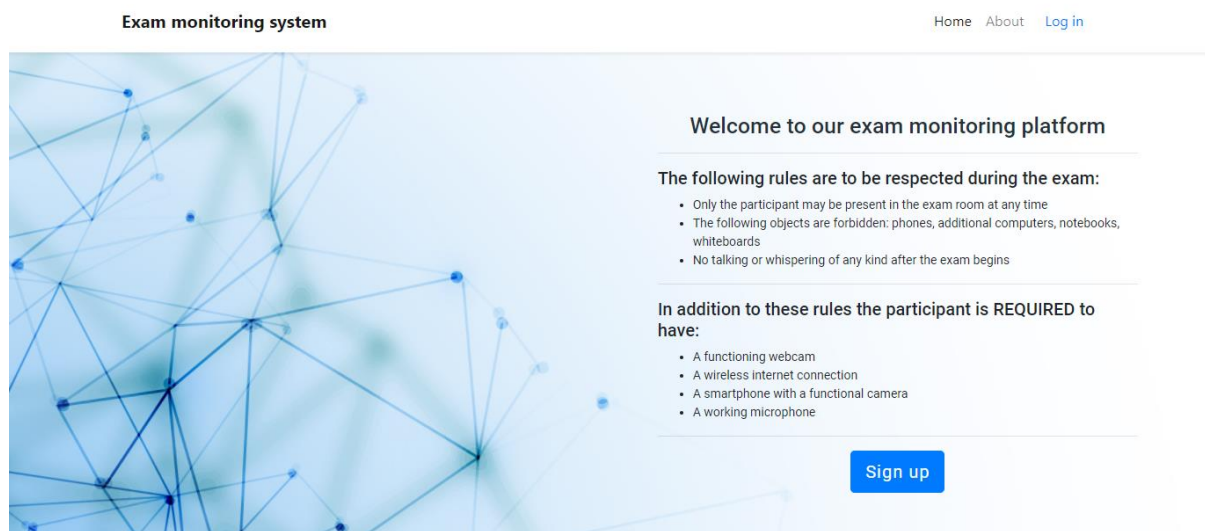 Exam monitoring system
Home About Log in
Welcome to our exam monitoring platform
The following rules are to be respected during the exam:
• Only the participant may be present in the exam room at any time
• The following objects are forbidden: phones, additional computers, notebooks,
whiteboards
• No talking or whispering of any kind after the exam begins
In addition to these rules the participant is REQUIRED to
have:
• A functioning webcam
• A wireless internet connection
• A smartphone with a functional camera
• A working microphone
Sign up